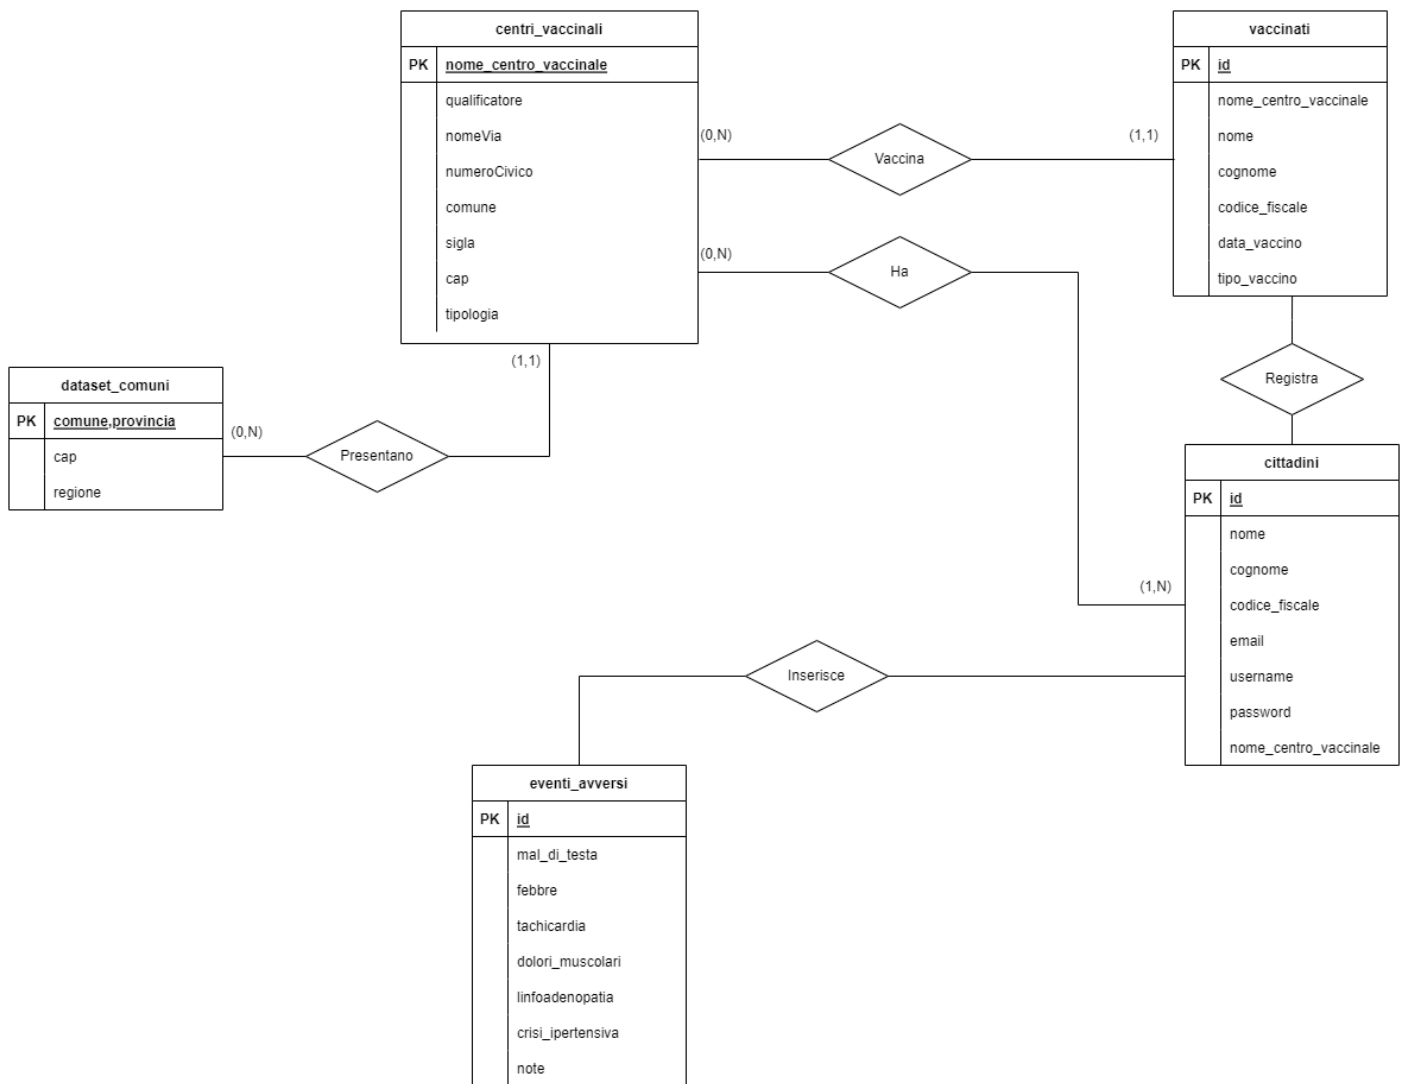 centri_vaccinali
PK nome_centro_vaccinale
qualificatore
nomeVia
numeroCivico
comune
sigla
cap
tipologia
vaccinati
PK id
nome_centro_vaccinale
nome
cognome
codice_fiscale
data_vaccino
tipo_vaccino
(0,N)
Vaccina
(1,1)
(0,N)
Ha
(1,N)
(1,1)
dataset_comuni
PK comune,provincia
cap
regione
(0,N)
Presentano
Registra
cittadini
PK id
nome
cognome
codice_fiscale
email
username
password
nome_centro_vaccinale
Inserisce
eventi_avversi
PK id
mal_di_testa
febbre
tachicardia
dolori_muscolari
linfoadenopatia
crisi_ipertensiva
note